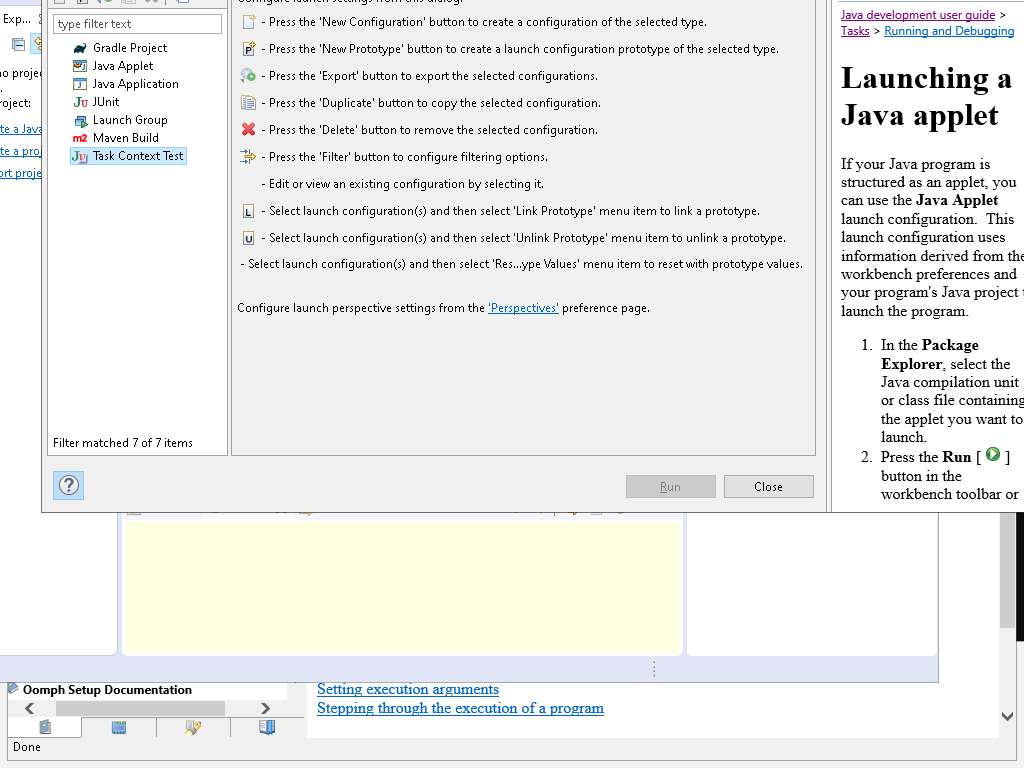 Exp...
no proje
.
roject:
te a Java
te a proj
ort proje
type filter text
Gradle Project
Java Applet
Java Application
JUnit
Launch Group
Maven Build
Task Context Test
Filter matched 7 of 7 items
Configure launch settings from this dialog:
- Press the 'New Configuration' button to create a configuration of the selected type.
- Press the 'New Prototype' button to create a launch configuration prototype of the selected type.
- Press the 'Export' button to export the selected configurations.
- Press the 'Duplicate' button to copy the selected configuration.
- Press the 'Delete' button to remove the selected configuration.
- Press the 'Filter' button to configure filtering options.
- Edit or view an existing configuration by selecting it.
- Select launch configuration(s) and then select 'Link Prototype' menu item to link a prototype.
- Select launch configuration(s) and then select 'Unlink Prototype' menu item to unlink a prototype.
- Select launch configuration(s) and then select 'Res...ype Values' menu item to reset with prototype values.
Configure launch perspective settings from the 'Perspectives' preference page.
Run
Close
Java development user guide >
Tasks > Running and Debugging
Launching a
Java applet
If your Java program is
structured as an applet, you
can use the Java Applet
launch configuration. This
launch configuration uses
information derived from the
workbench preferences and
your program's Java project t
launch the program.
1. In the Package
Explorer, select the
Java compilation unit
or class file containing
the applet you want to
launch.
2. Press the Run [ ]
button in the
workbench toolbar or
Oomph Setup Documentation
Setting execution arguments
Stepping through the execution of a program
Done